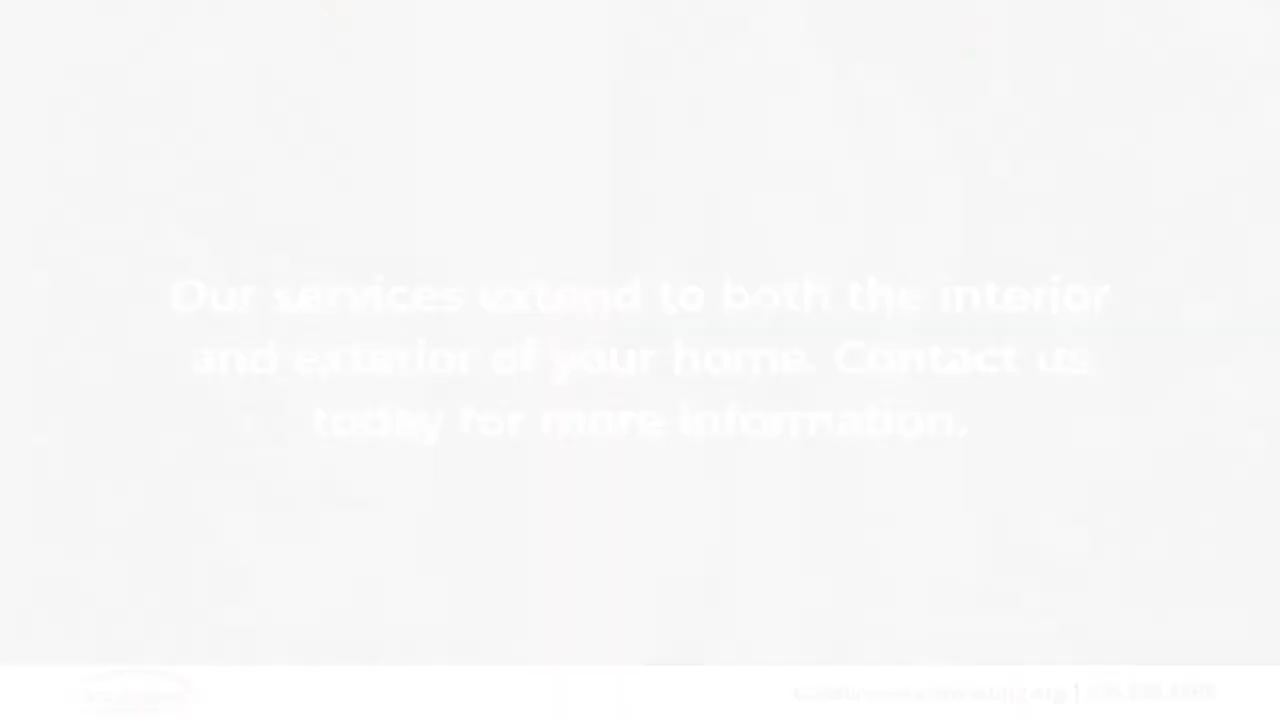 Our services extend to both the interior
and exterior of your home. Contact us
today for more information.